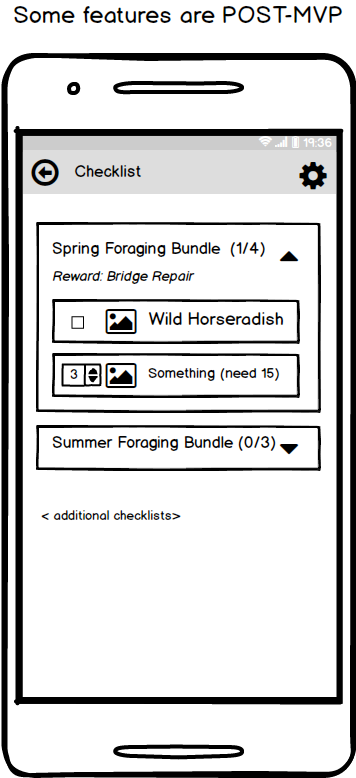 Some features are POST-MVP
19:36
Checklist
Spring Foraging Bundle (1/4)
Reward: Bridge Repair
Wild Horseradish
3 Something (need 15)
Summer Foraging Bundle (0/3)
< additional checklists>